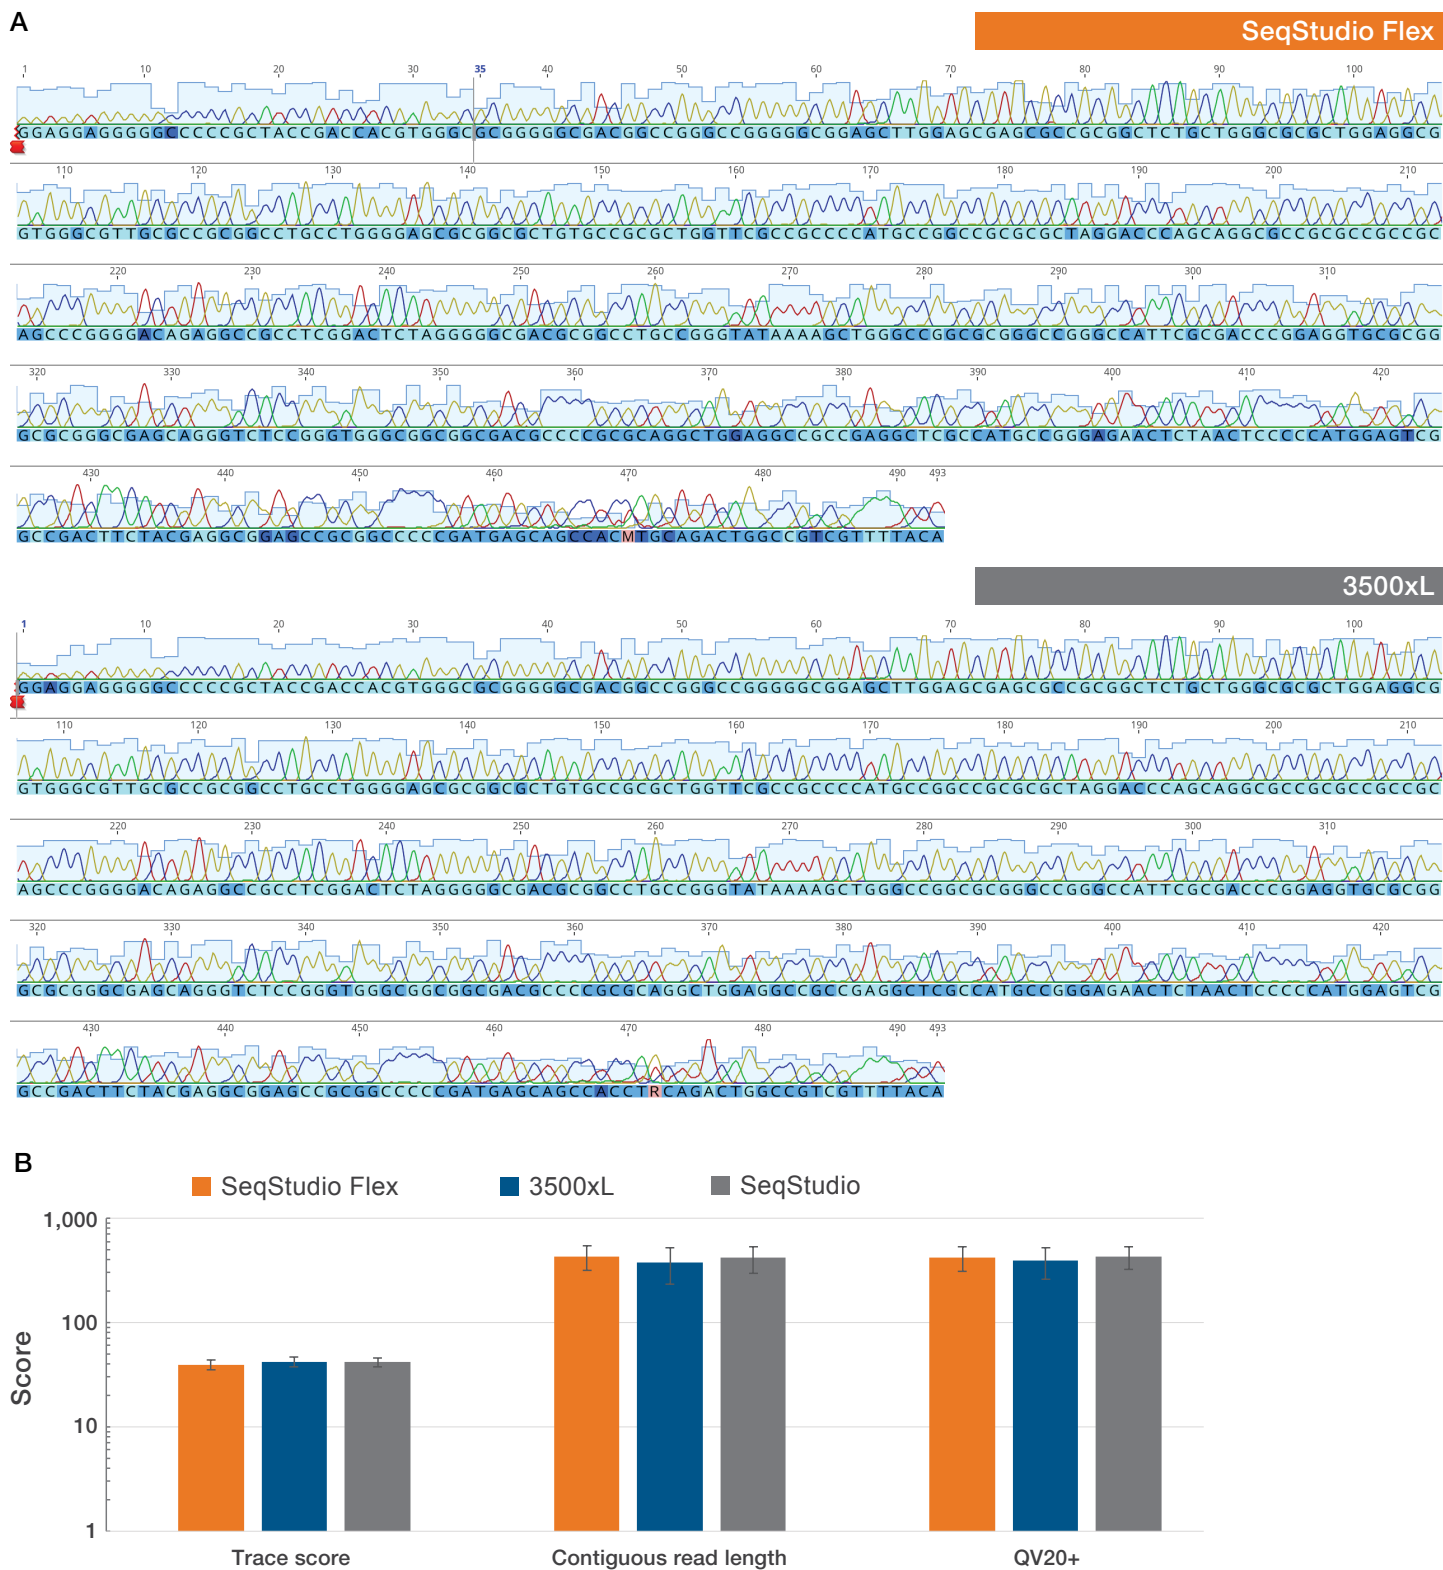 A
SeqStudio Flex
1 10 20 30 35 40 50 60 70 80 90 100
GGAGGAGGGGGCCCCCGCTACCGACCACGTGGGCGCGGGGGCGACGGCCGGGCCGGGGGCGGAGCTTGGAGCGAGCGCCGCGGCTCTGCTGGGCGCGCTGGAGGCG
110 120 130 140 150 160 170 180 190 200 210
GTGGGCGTTGCGCCGCGGCCTGCCTGGGGAGCGCGGCGCTGTGCCGCGCTGGTTCGCCGCCCCATGCCGGCCGCGCGCTAGGACCCAGCAGGCGCCGCGCCGCCGC
220 230 240 250 260 270 280 290 300 310
AGCCCGGGGACAGAGGCCGCCTCGGACTCTAGGGGGCGACGCGGCCTGCCGGGTATAAAAGCTGGGCCGGCGCGGGCCGGGCCATTCGCGACCCGGAGGTGCGCGG
320 330 340 350 360 370 380 390 400 410 420
GCGCGGGCGAGCAGGGTCTCCGGGTGGGCGGCGGCGACGCCCCGCGCAGGCTGGAGGCCGCCGAGGCTCGCCATGCCGGGAGAACTCTAACTCCCCCATGGAGTCG
430 440 450 460 470 480 490 493
GCCGACTTCTACGAGGCGGAGCCGCGGCCCCCGATGAGCAGCCACMTGCAGACTGGCCGTCGTTTTACA
3500xL
1 10 20 30 40 50 60 70 80 90 100
GGAGGAGGGGGCCCCCGCTACCGACCACGTGGGCGCGGGGGCGACGGCCGGGCCGGGGGCGGAGCTTGGAGCGAGCGCCGCGGCTCTGCTGGGCGCGCTGGAGGCG
110 120 130 140 150 160 170 180 190 200 210
GTGGGCGTTGCGCCGCGGCCTGCCTGGGGAGCGCGGCGCTGTGCCGCGCTGGTTCGCCGCCCCATGCCGGCCGCGCGCTAGGACCCAGCAGGCGCCGCGCCGCCGC
220 230 240 250 260 270 280 290 300 310
AGCCCGGGGACAGAGGCCGCCTCGGACTCTAGGGGGCGACGCGGCCTGCCGGGTATAAAAGCTGGGCCGGCGCGGGCCGGGCCATTCGCGACCCGGAGGTGCGCGG
320 330 340 350 360 370 380 390 400 410 420
GCGCGGGCGAGCAGGGTCTCCGGGTGGGCGGCGGCGACGCCCCGCGCAGGCTGGAGGCCGCCGAGGCTCGCCATGCCGGGAGAACTCTAACTCCCCCATGGAGTCG
430 440 450 460 470 480 490 493
GCCGACTTCTACGAGGCGGAGCCGCGGCCCCCGATGAGCAGCCACCTRCAGACTGGCCGTCGTTTTACA
B
SeqStudio Flex 3500xL SeqStudio
1,000
100
10
1
Score
Trace score Contiguous read length QV20+